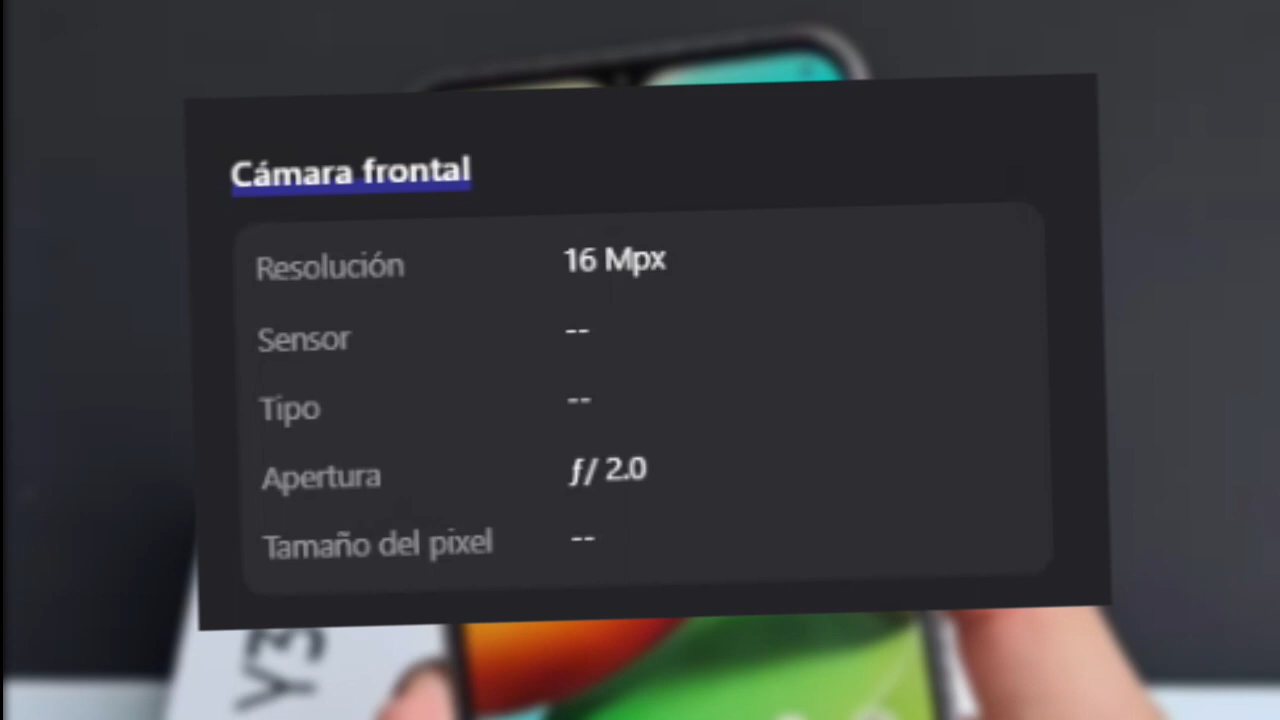 Cámara frontal
Resolución 16 Mpx
Sensor --
Tipo --
Apertura ƒ/ 2.0
Tamaño del pixel --